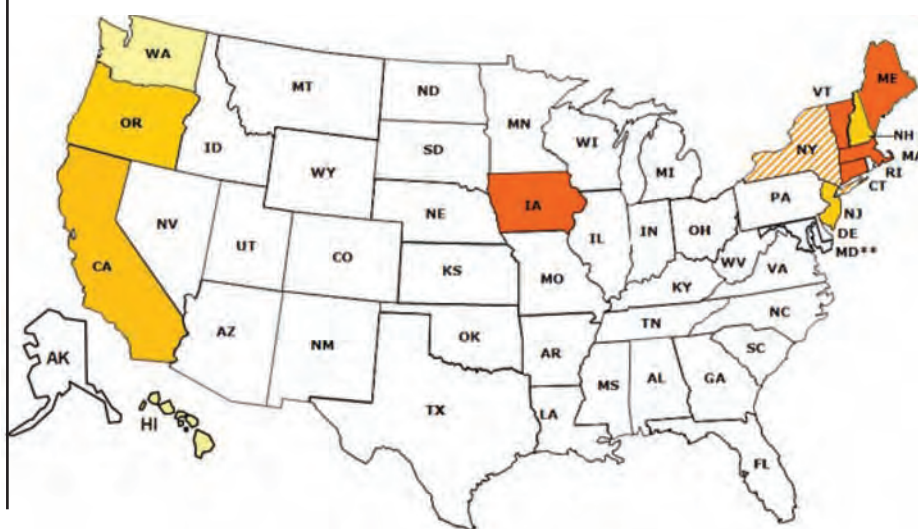 WA
MT
ND
MN
VT
ME
OR
ID
SD
WI
MI
NY
NH
MA
RI
CT
WY
NE
IA
PA
NJ
DE
MD**
NV
UT
CO
KS
MO
IL
IN
OH
WV
VA
KY
CA
AZ
NM
OK
AR
TN
NC
SC
MS
AL
GA
TX
LA
FL
AK
HI
*